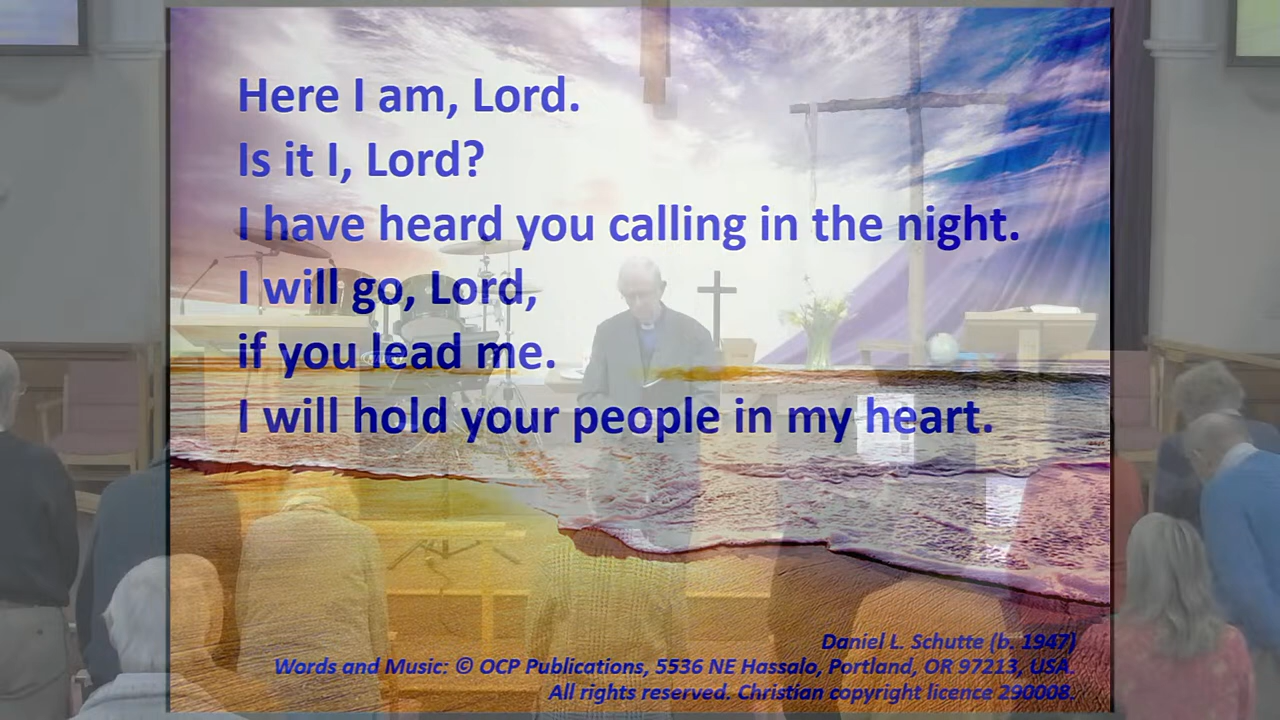 Here I am, Lord.
Is it I, Lord?
I have heard you calling in the night.
I will go, Lord,
if you lead me.
I will hold your people in my heart.
Daniel L. Schutte (b. 1947)
Words and Music: © OCP Publications, 5536 NE Hassalo, Portland, OR 97213, USA.
All rights reserved. Christian copyright licence 290008.